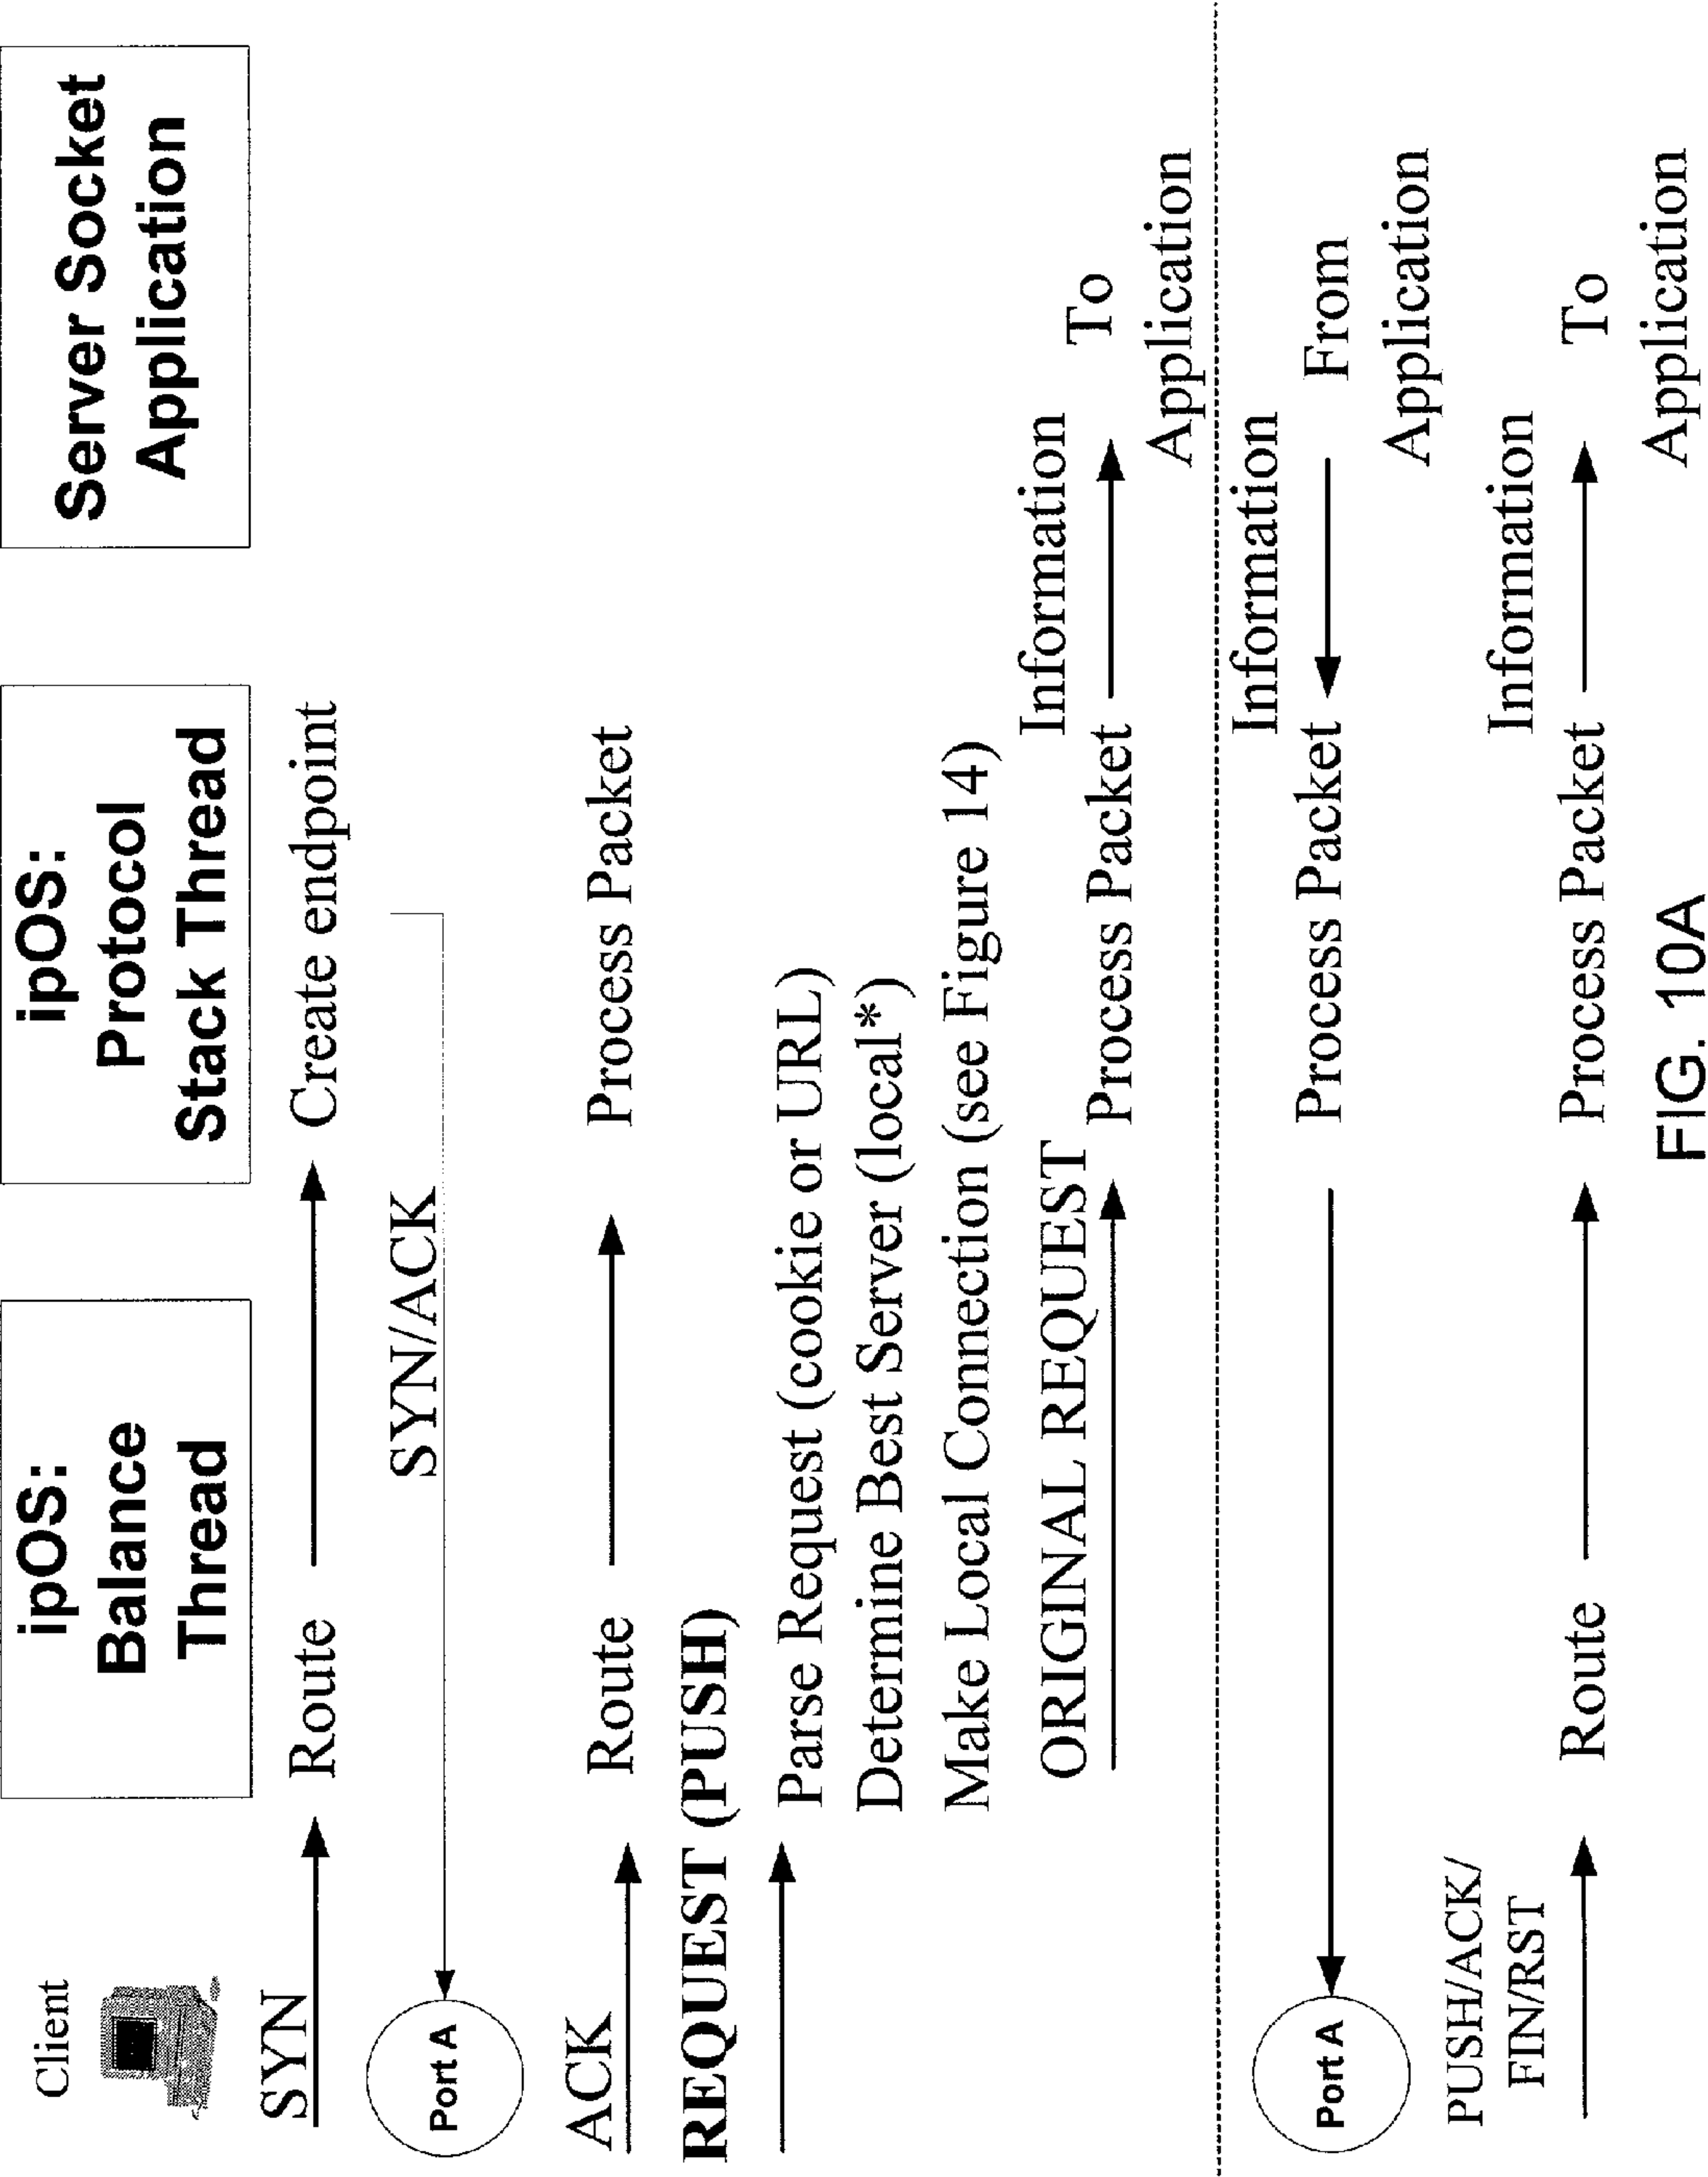 Client
ipOS:
Balance
Thread
ipOS:
Protocol
Stack Thread
Server Socket
Application
SYN
Route
Create endpoint
SYN/ACK
Port A
ACK
Route
Process Packet
REQUEST (PUSH)
Parse Request (cookie or URL)
Determine Best Server (local*)
Make Local Connection (see Figure 14)
ORIGINAL REQUEST
Process Packet
Information
To
Application
Port A
Process Packet
Information
From
Application
PUSH/ACK/
FIN/RST
Route
Process Packet
Information
To
Application
FIG. 10A